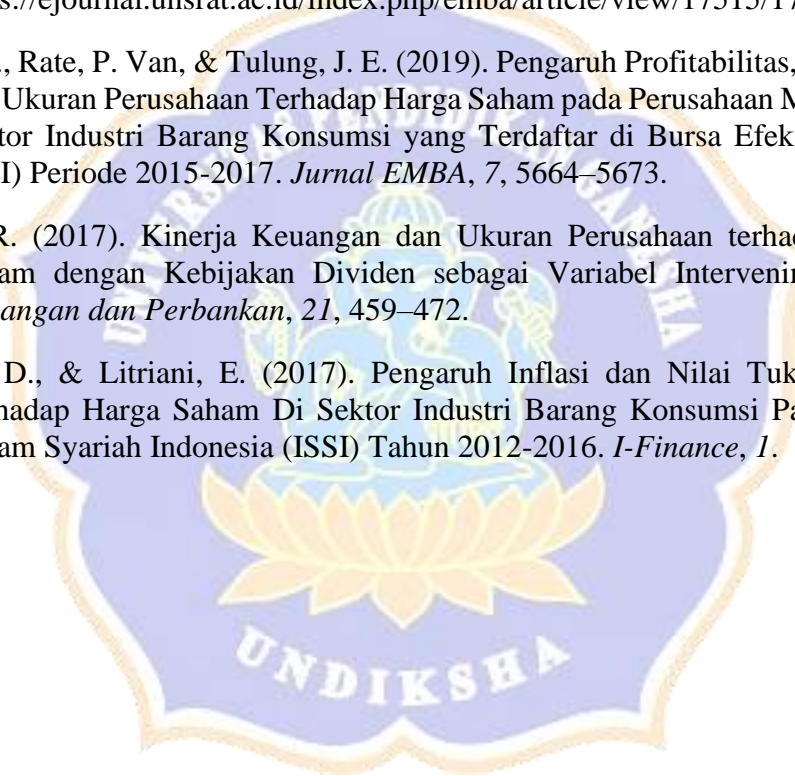 s://ejournal.unsrat.ac.id/index.php/emba/article/view/17515/17
., Rate, P. Van, & Tulung, J. E. (2019). Pengaruh Profitabilitas,
Ukuran Perusahaan Terhadap Harga Saham pada Perusahaan M
tor Industri Barang Konsumsi yang Terdaftar di Bursa Efek
I) Periode 2015-2017. Jurnal EMBA, 7, 5664–5673.
R. (2017). Kinerja Keuangan dan Ukuran Perusahaan terhad
am dengan Kebijakan Dividen sebagai Variabel Intervenin
angan dan Perbankan, 21, 459–472.
D., & Litriani, E. (2017). Pengaruh Inflasi dan Nilai Tuk
hadap Harga Saham Di Sektor Industri Barang Konsumsi Pa
am Syariah Indonesia (ISSI) Tahun 2012-2016. I-Finance, 1.
UNIVERSITAS PENDIDIKAN GANESHA
UNDIKSHA